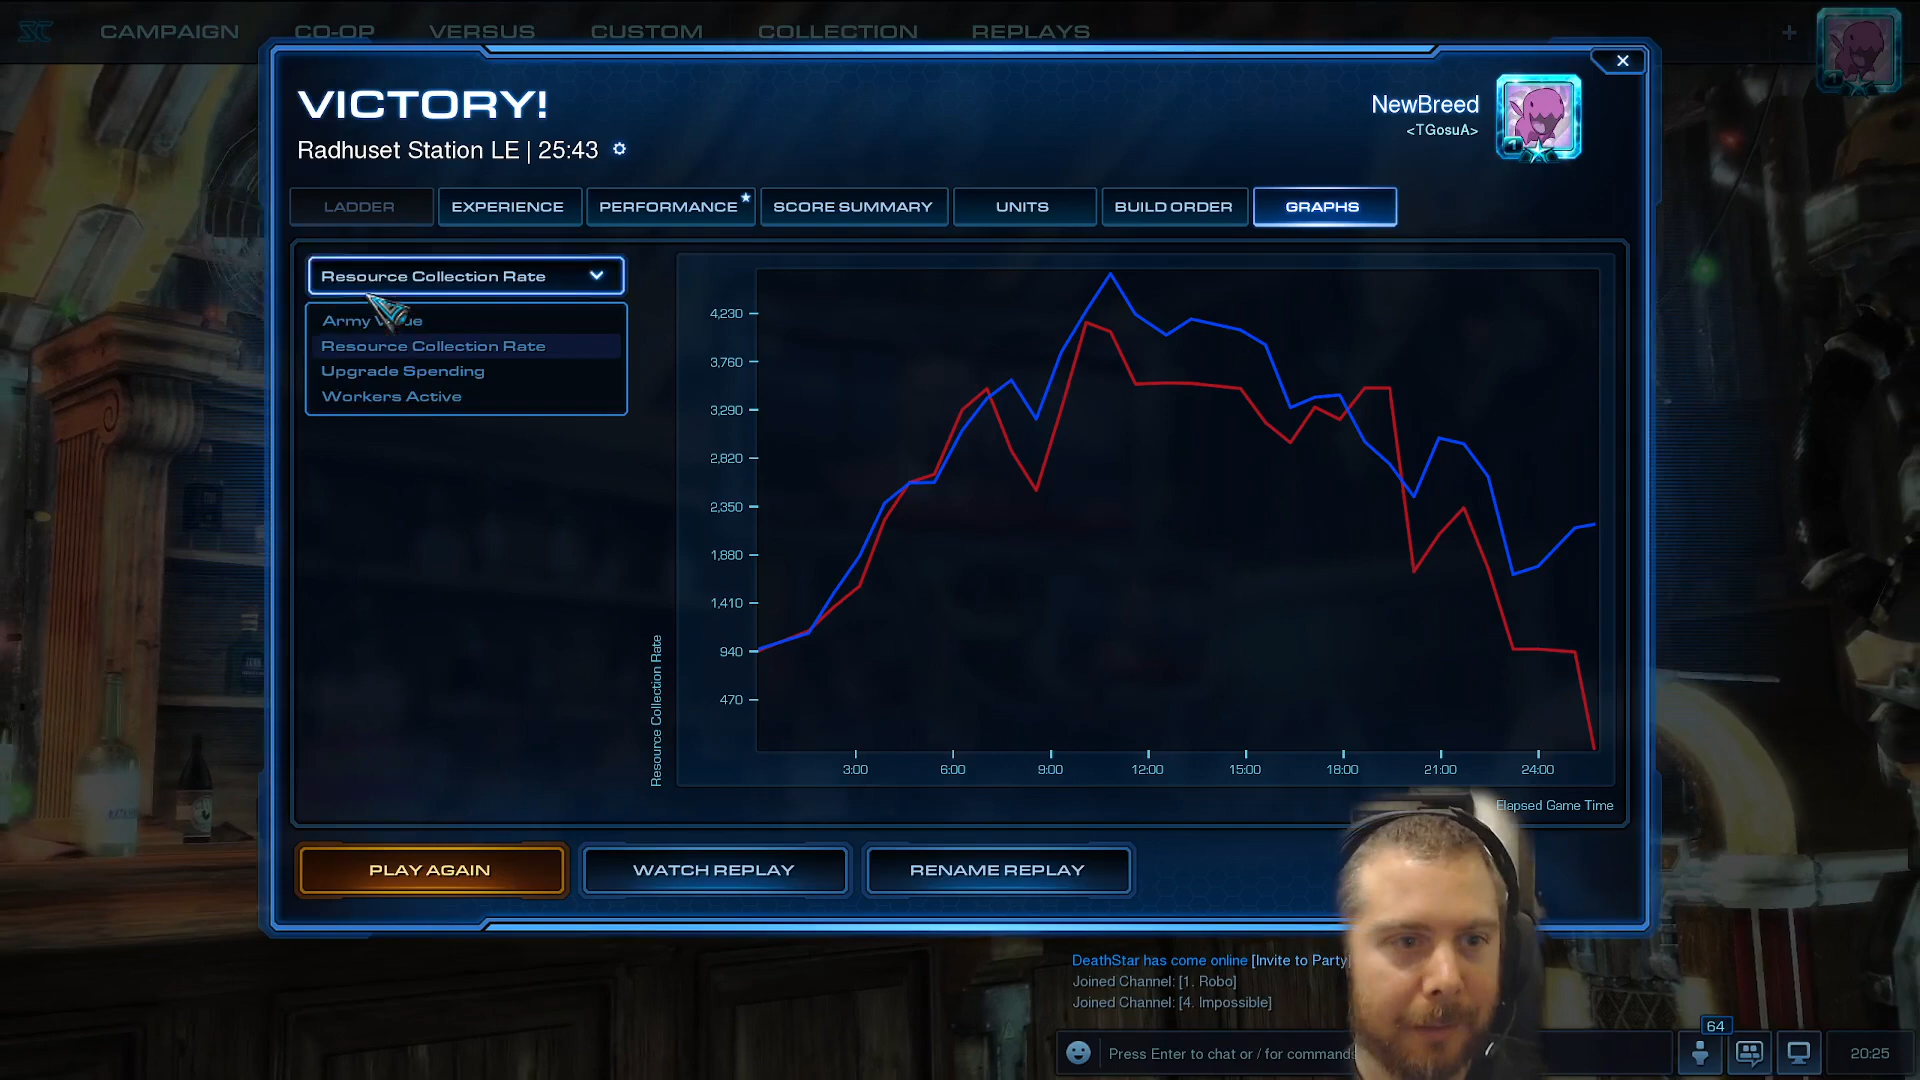 CAMPAIGN CO-OP VERSUS CUSTOM COLLECTION REPLAYS
VICTORY!
NewBreed
<TGosuA>
Radhuset Station LE | 25:43
LADDER EXPERIENCE PERFORMANCE SCORE SUMMARY UNITS BUILD ORDER GRAPHS
Resource Collection Rate
Army
Resource Collection Rate
Upgrade Spending
Workers Active
4,230
3,760
3,290
2,820
2,350
1,880
1,410
940
470
Resource Collection Rate
3:00 6:00 9:00 12:00 15:00 18:00 21:00 24:00
Elapsed Game Time
PLAY AGAIN WATCH REPLAY RENAME REPLAY
DeathStar has come online [Invite to Party]
Joined Channel: [1. Robo]
Joined Channel: [4. Impossible]
Press Enter to chat or / for commands
64
20:25